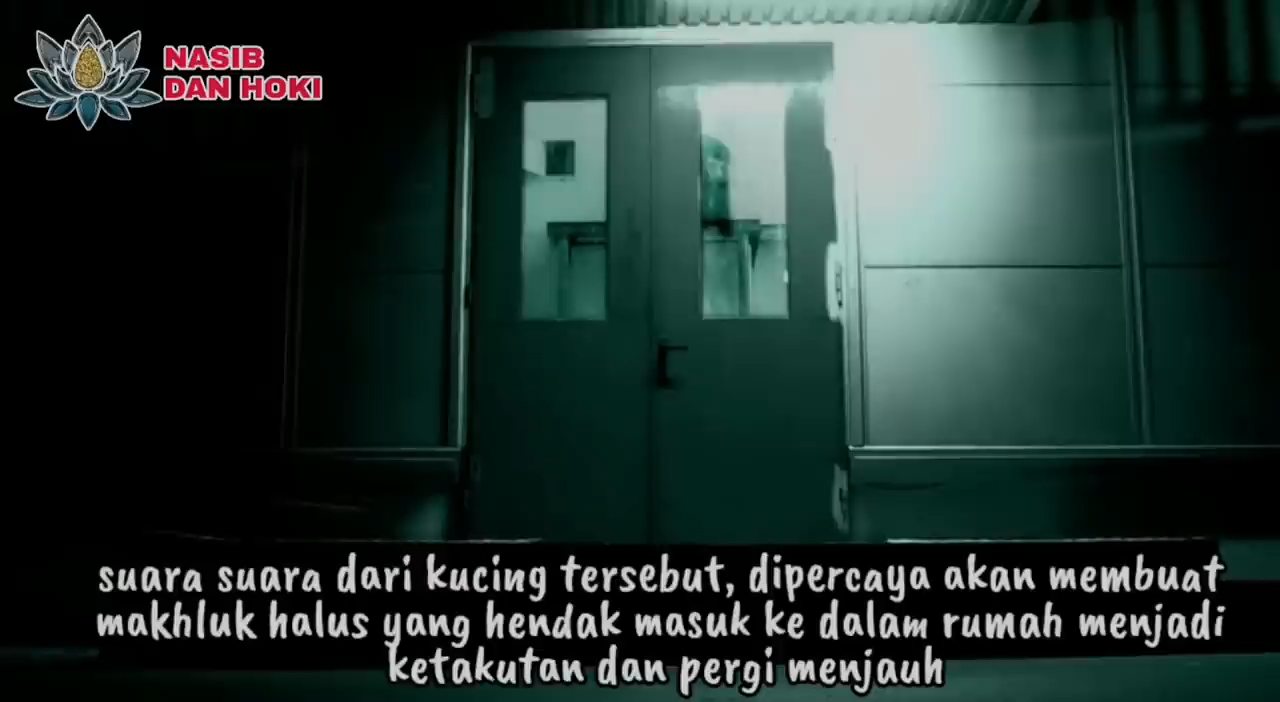 NASIB
DAN HOKI
suara suara dari kucing tersebut, dipercaya akan membuat
makhluk halus yang hendak masuk ke dalam rumah menjadi
ketakutan dan pergi menjauh